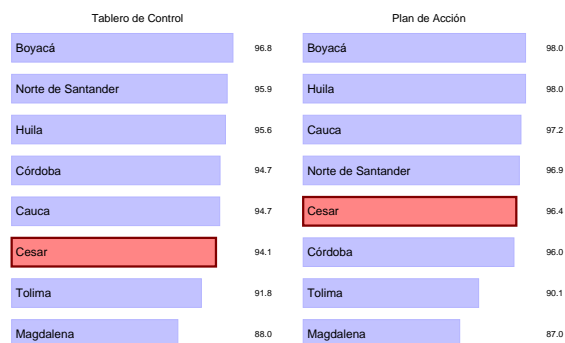 Tablero de Control
Boyacá 96.8
Norte de Santander 95.9
Huila 95.6
Córdoba 94.7
Cauca 94.7
Cesar 94.1
Tolima 91.8
Magdalena 88.0
Plan de Acción
Boyacá 98.0
Huila 98.0
Cauca 97.2
Norte de Santander 96.9
Cesar 96.4
Córdoba 96.0
Tolima 90.1
Magdalena 87.0